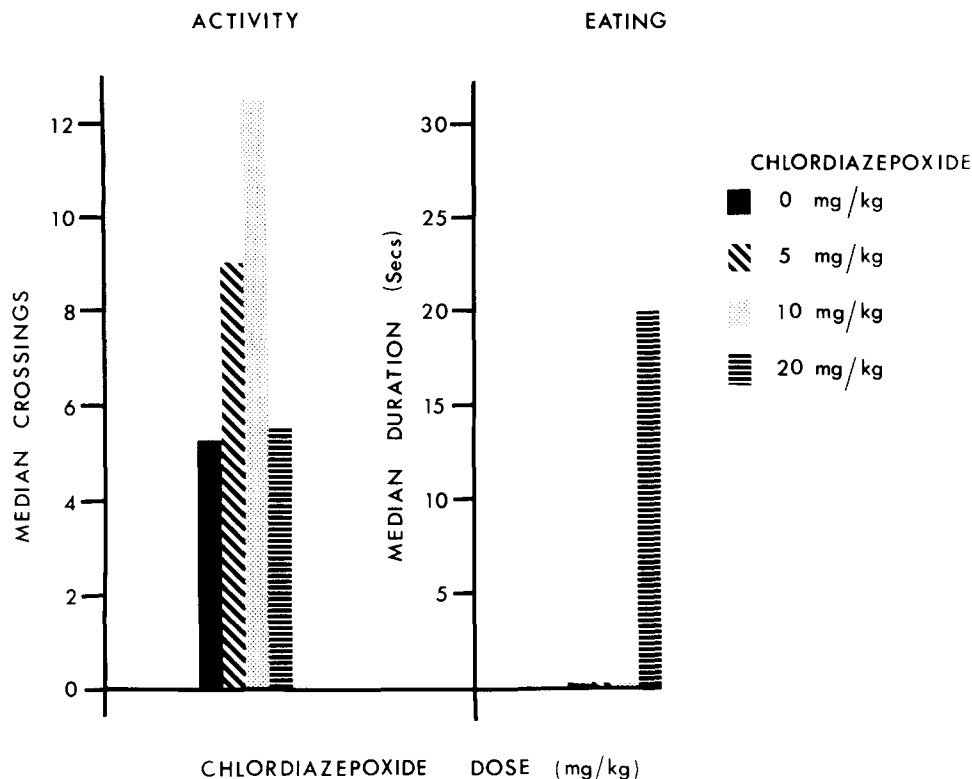 ACTIVITY
EATING
MEDIAN CROSSINGS
12
10
8
6
4
2
0
MEDIAN DURATION (Secs)
30
25
20
15
10
5
CHLORDIAZEPOXIDE
0 mg/kg
5 mg/kg
10 mg/kg
20 mg/kg
CHLORDIAZEPOXIDE DOSE (mg/kg)